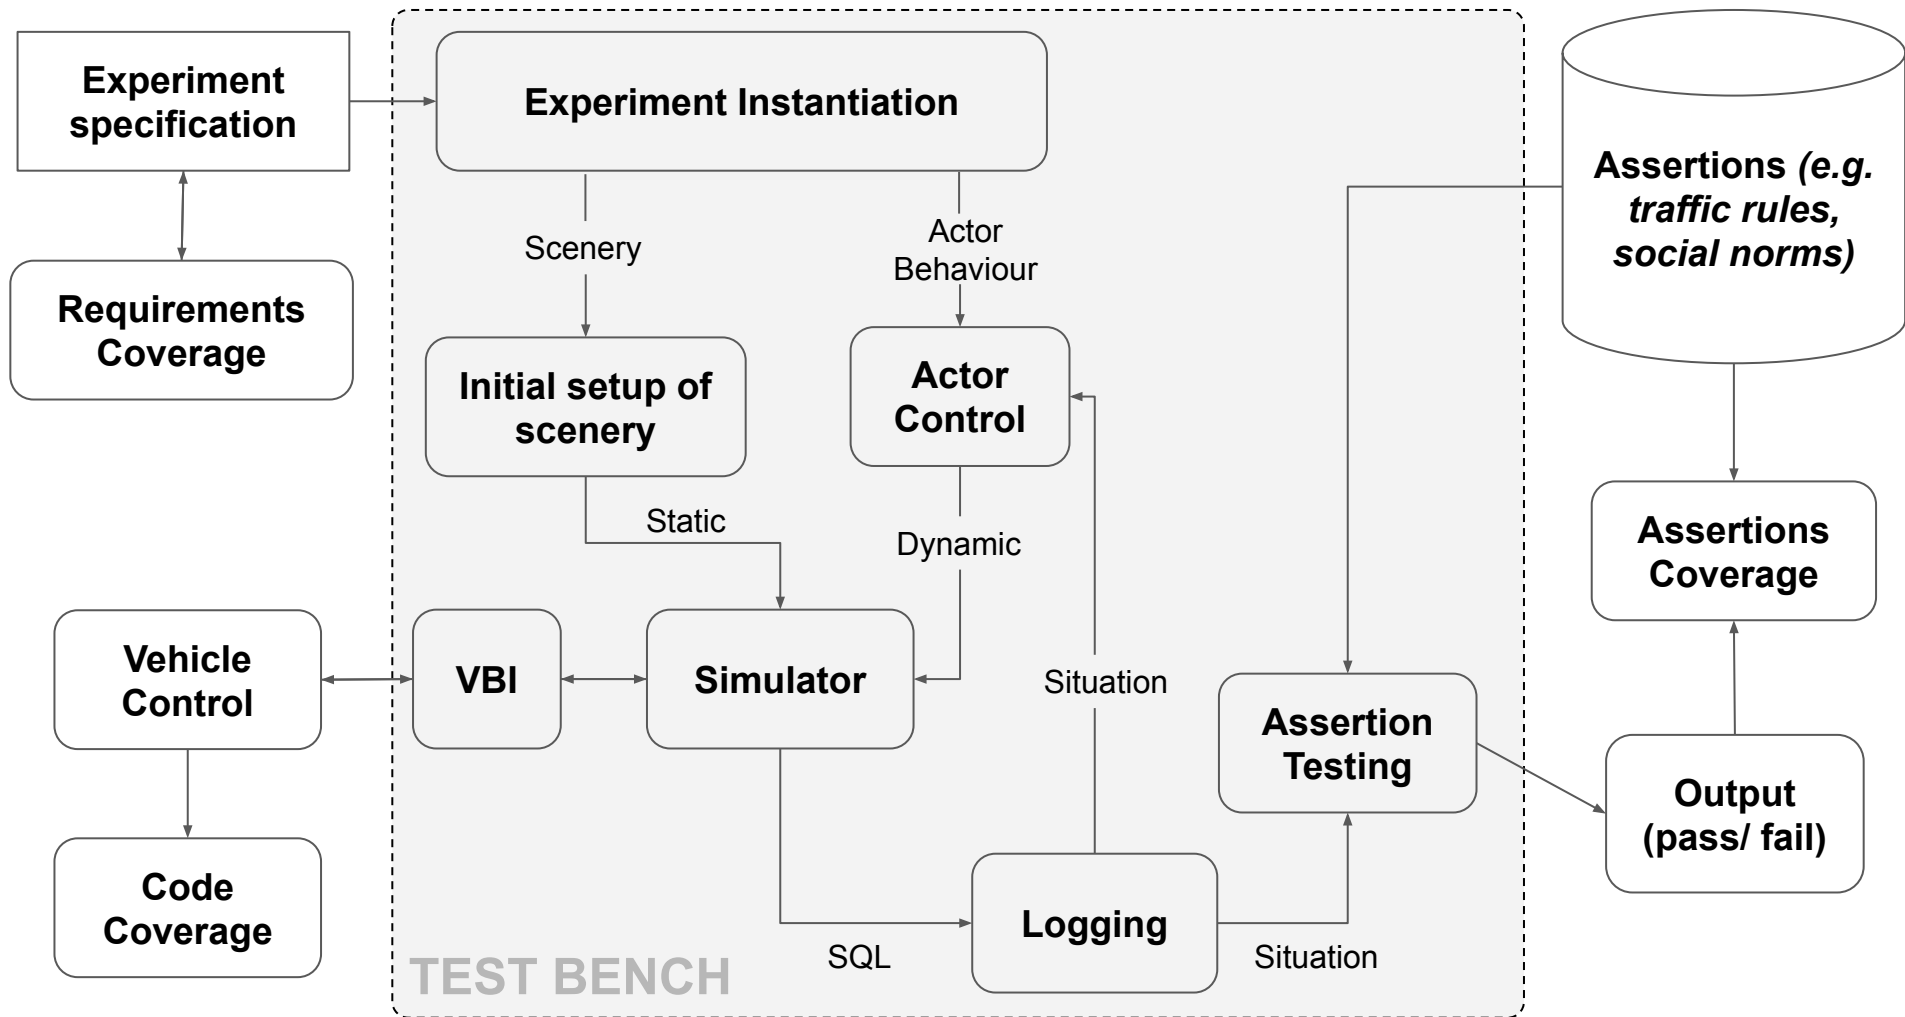 Experiment
specification
Experiment Instantiation
Assertions (e.g.
traffic rules,
social norms)
Scenery
Actor
Behaviour
Requirements
Coverage
Initial setup of
scenery
Actor
Control
Static
Dynamic
Assertions
Coverage
Vehicle
Control
VBI
Simulator
Situation
Assertion
Testing
Output
(pass/ fail)
Code
Coverage
Logging
SQL
Situation
TEST BENCH